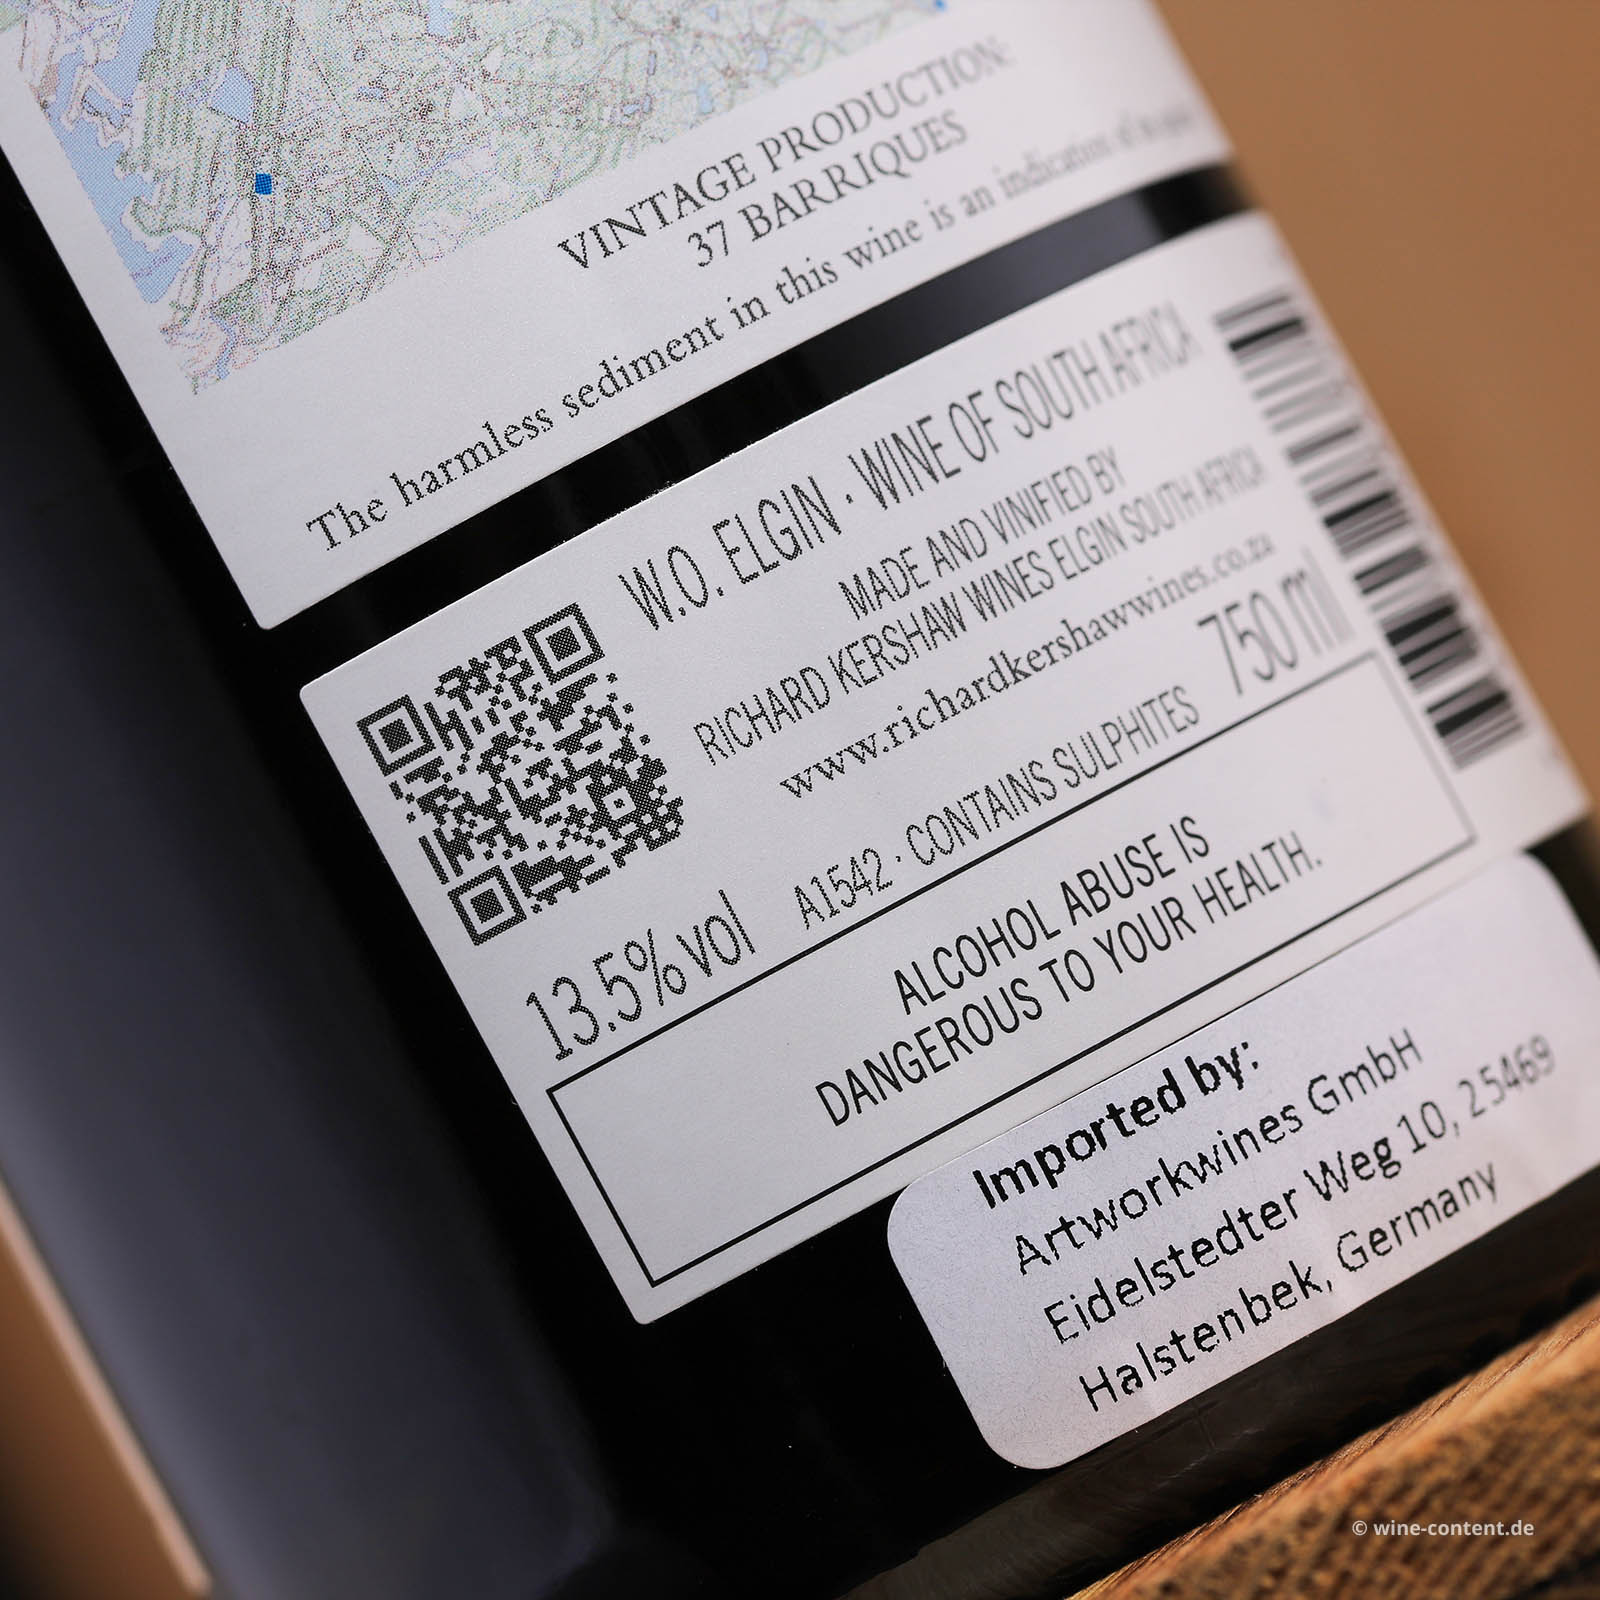 VINTAGE PRODUCTION:
37 BARRIQUES
The harmless sediment in this wine is an indication of its
W.O. ELGIN · WINE OF SOUTH AFRICA
MADE AND VINIFIED BY
RICHARD KERSHAW WINES ELGIN SOUTH AFRICA
www.richardkershawwines.co.za
13.5%vol A1542 · CONTAINS SULPHITES 750 ml
ALCOHOL ABUSE IS
DANGEROUS TO YOUR HEALTH.
Imported by:
Artworkwines GmbH
Eidelstedter Weg 10, 25469
Halstenbek, Germany
© wine-content.de